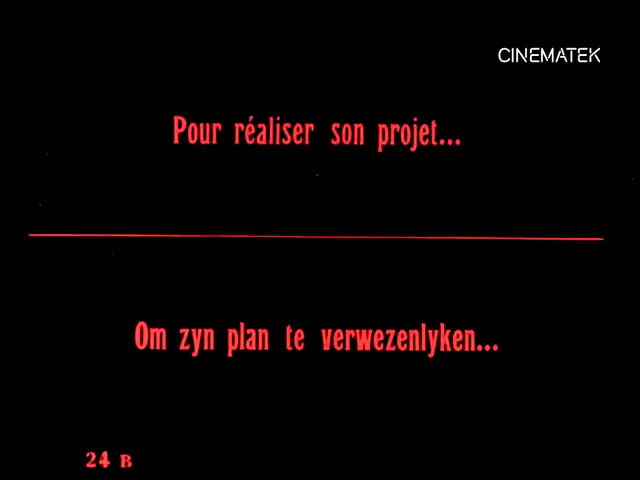 CINEMATEK
Pour réaliser son projet...
Om zyn plan te verwezenlyken...
24 B